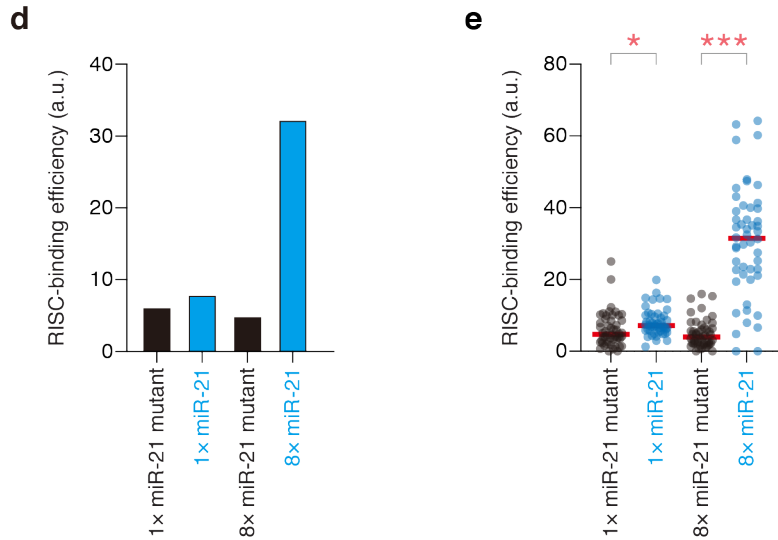 d
RISC-binding efficiency (a.u.)
40
30
20
10
0
1× miR-21 mutant
1× miR-21
8× miR-21 mutant
8× miR-21
e
RISC-binding efficiency (a.u.)
80
60
40
20
0
*
***
1× miR-21 mutant
1× miR-21
8× miR-21 mutant
8× miR-21